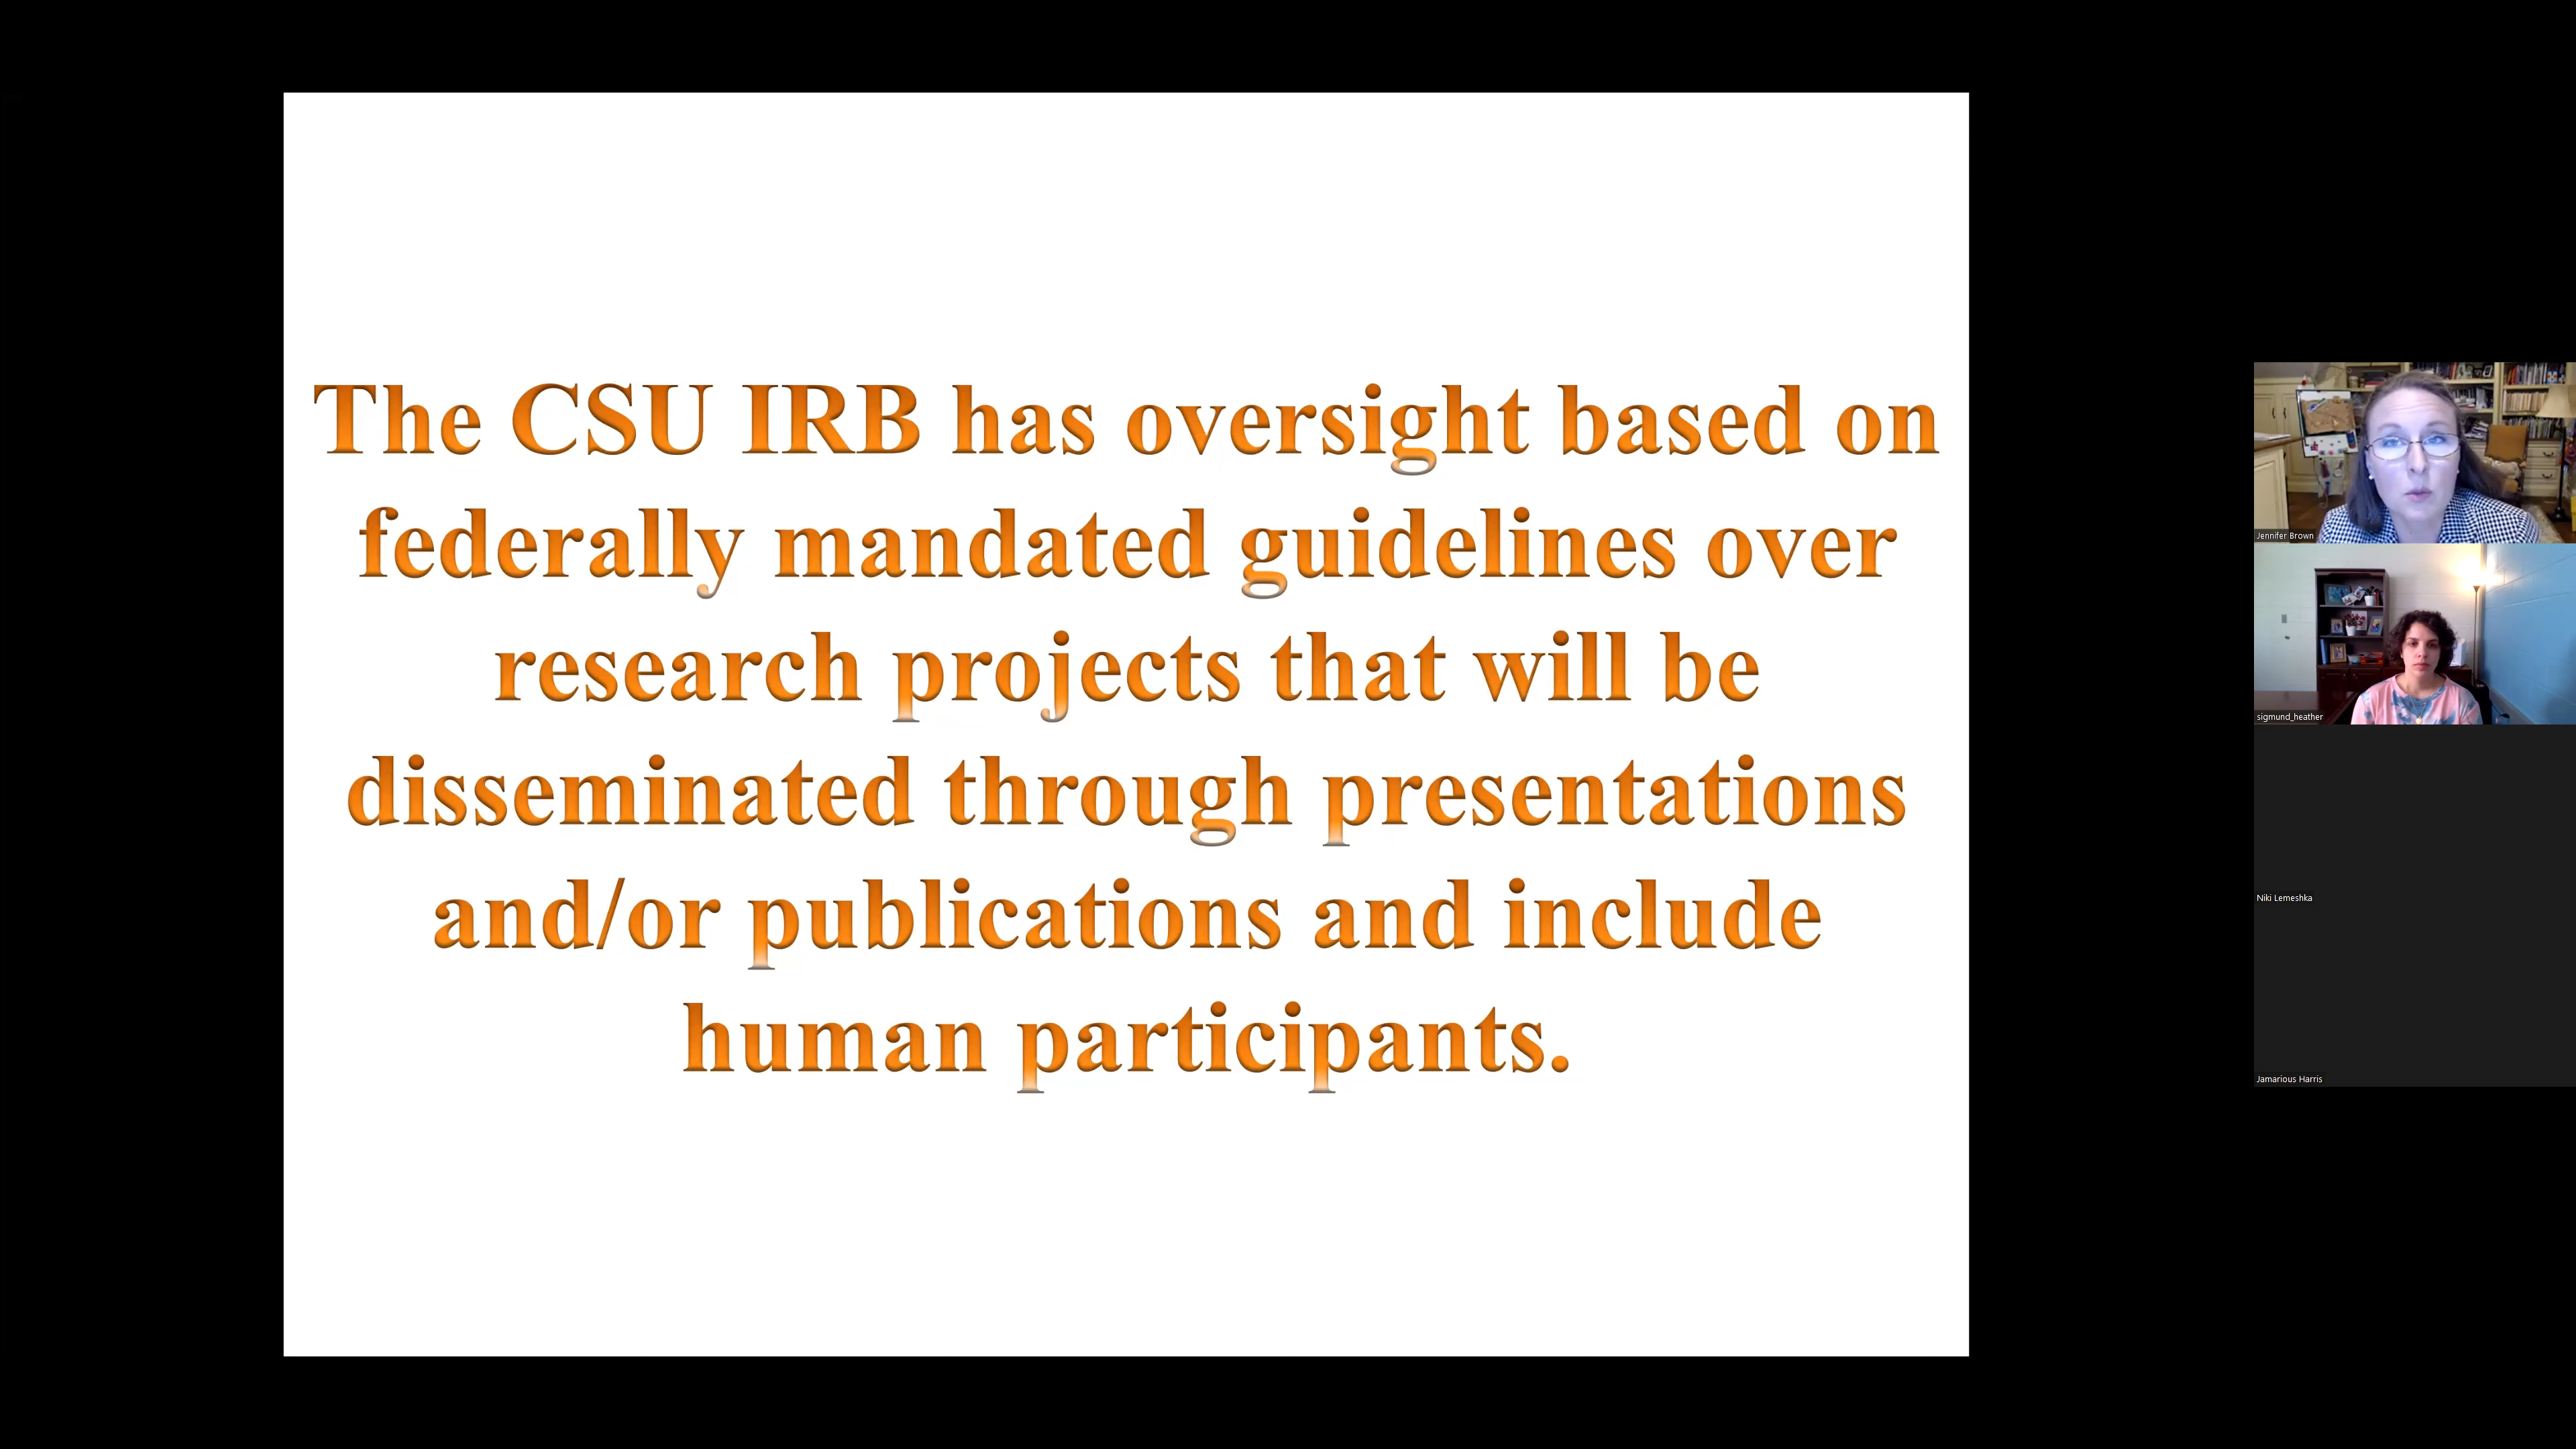 The CSU IRB has oversight based on
federally mandated guidelines over
research projects that will be
disseminated through presentations
and/or publications and include
human participants.
Jennifer Brown
sigmund_heather
Niki Lemeshka
Jamarious Harris